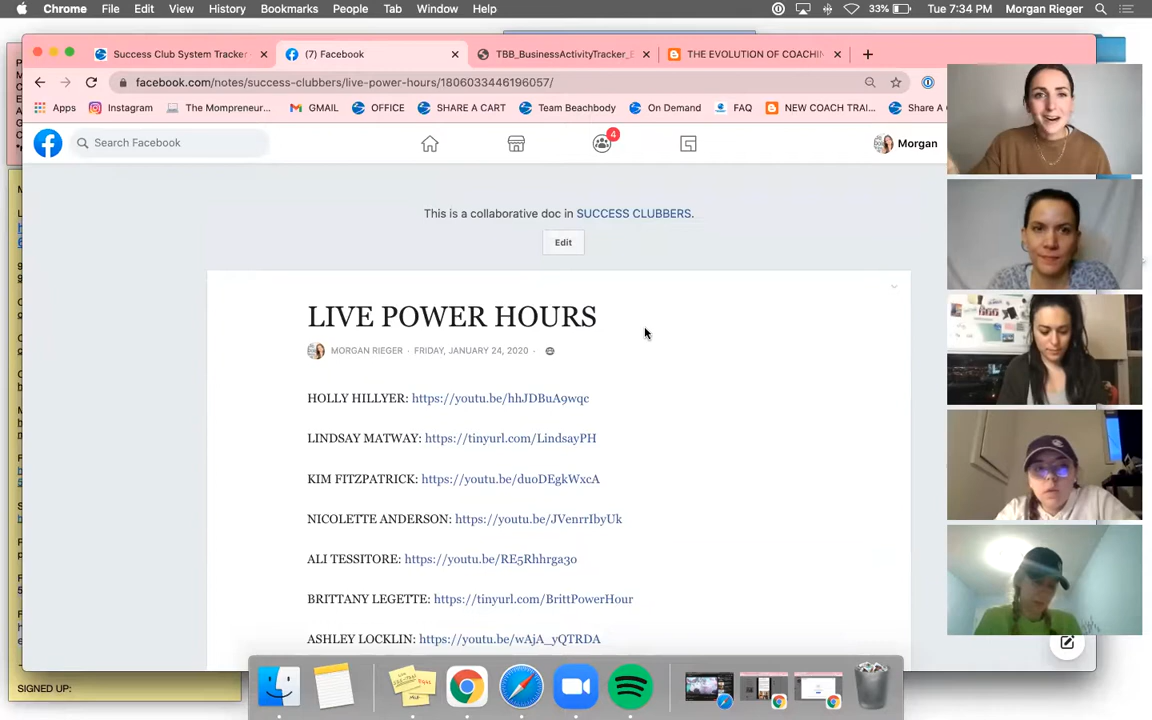 Chrome File Edit View History Bookmarks People Tab Window Help 33% Tue 7:34 PM Morgan Rieger
Success Club System Tracker (7) Facebook TBB_BusinessActivityTracker_E THE EVOLUTION OF COACHIN
facebook.com/notes/success-clubbers/live-power-hours/1806033446196057/
Apps Instagram The Mompreneur... GMAIL OFFICE SHARE A CART Team Beachbody On Demand FAQ NEW COACH TRAI... Share A
Search Facebook 4 Morgan
This is a collaborative doc in SUCCESS CLUBBERS.
Edit
LIVE POWER HOURS
MORGAN RIEGER · FRIDAY, JANUARY 24, 2020 ·
HOLLY HILLYER: https://youtu.be/hhJDBuA9wqc
LINDSAY MATWAY: https://tinyurl.com/LindsayPH
KIM FITZPATRICK: https://youtu.be/duoDEgkWxcA
NICOLETTE ANDERSON: https://youtu.be/JVenrrIbyUk
ALI TESSITORE: https://youtu.be/RE5Rhhrga3o
BRITTANY LEGETTE: https://tinyurl.com/BrittPowerHour
ASHLEY LOCKLIN: https://youtu.be/wAjA_yQTRDA
SIGNED UP: